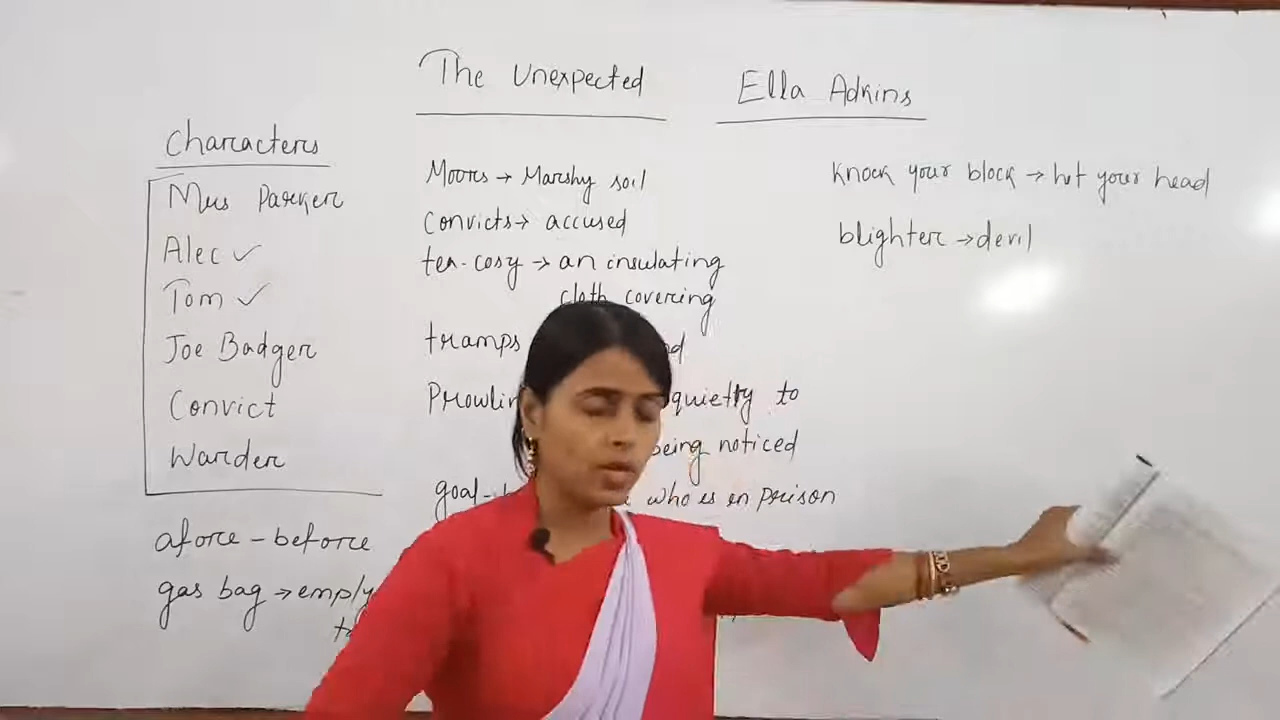 The Unexpected
Ella Adkins
Characters
Mrs Parker
Alec ✓
Tom ✓
Joe Badger
Convict
Warder
afore - before
gas bag → empty
Moors → Marshy soil
Convicts → accused
tea-cosy → an insulating
cloth covering
tramps
quietly to
being noticed
who is in prison
Knock your block → hot your head
blighter → devil